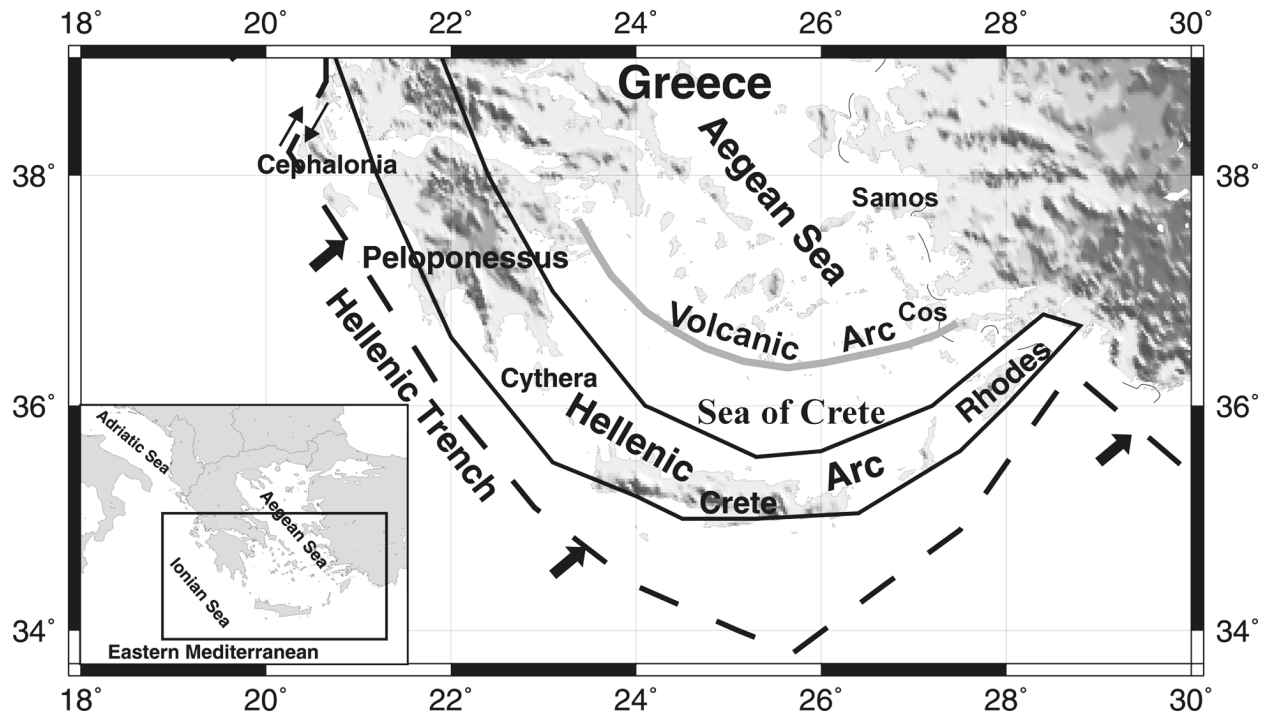 18° 20° 22° 24° 26° 28° 30°
Greece
Aegean Sea
38° Cephalonia 38°
Samos
Peloponessus
Hellenic Trench
Volcanic Arc
Cos
Cythera
Rhodes
36° 36°
Sea of Crete
Hellenic Arc
Crete
Adriatic Sea
Aegean Sea
Ionian Sea
Eastern Mediterranean
34° 34°
18° 20° 22° 24° 26° 28° 30°